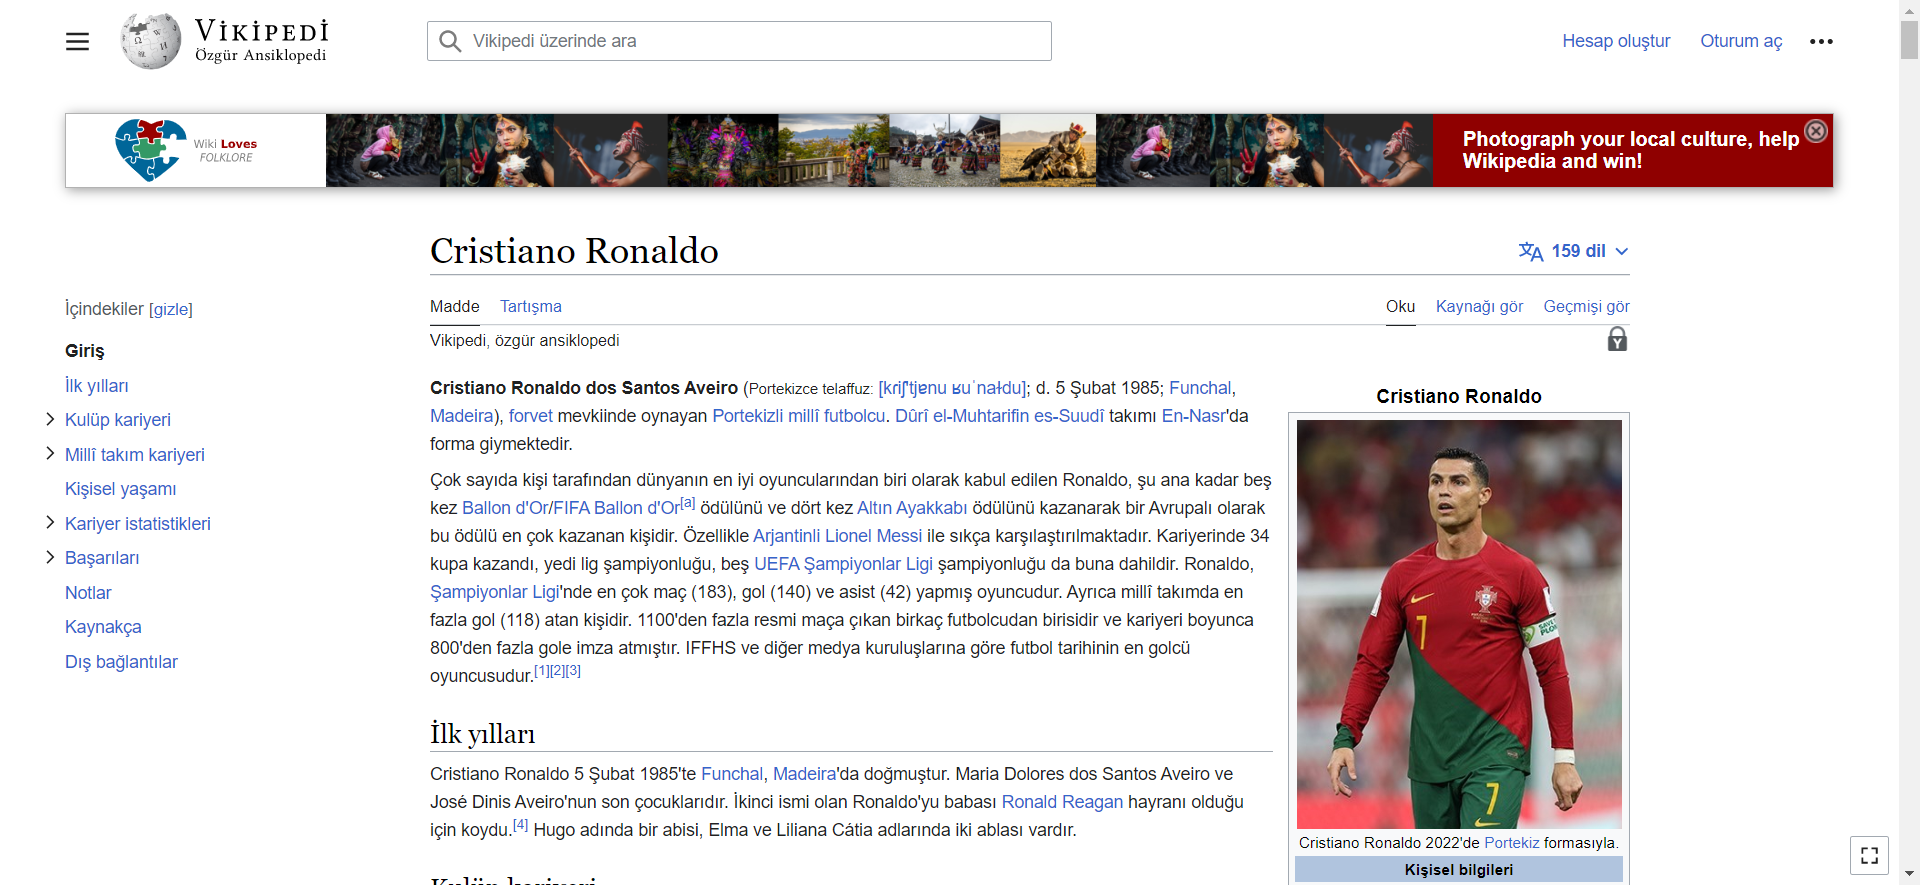 VİKİPEDİ
Özgür Ansiklopedi
Vikipedi üzerinde ara
Hesap oluştur
Oturum aç
Wiki Loves
FOLKLORE
Photograph your local culture, help
Wikipedia and win!
Cristiano Ronaldo
159 dil
İçindekiler [gizle]
Giriş
İlk yılları
Kulüp kariyeri
Millî takım kariyeri
Kişisel yaşamı
Kariyer istatistikleri
Başarıları
Notlar
Kaynakça
Dış bağlantılar
Madde
Tartışma
Oku
Kaynağı gör
Geçmişi gör
Vikipedi, özgür ansiklopedi
Cristiano Ronaldo dos Santos Aveiro (Portekizce telaffuz: [kɾiʃˈtjɐnu ʁuˈnaɫdu]; d. 5 Şubat 1985; Funchal,
Madeira), forvet mevkiinde oynayan Portekizli millî futbolcu. Dûrî el-Muhtarifin es-Suudî takımı En-Nasr'da
forma giymektedir.
Çok sayıda kişi tarafından dünyanın en iyi oyuncularından biri olarak kabul edilen Ronaldo, şu ana kadar beş
kez Ballon d'Or/FIFA Ballon d'Or[a] ödülünü ve dört kez Altın Ayakkabı ödülünü kazanarak bir Avrupalı olarak
bu ödülü en çok kazanan kişidir. Özellikle Arjantinli Lionel Messi ile sıkça karşılaştırılmaktadır. Kariyerinde 34
kupa kazandı, yedi lig şampiyonluğu, beş UEFA Şampiyonlar Ligi şampiyonluğu da buna dahildir. Ronaldo,
Şampiyonlar Ligi'nde en çok maç (183), gol (140) ve asist (42) yapmış oyuncudur. Ayrıca millî takımda en
fazla gol (118) atan kişidir. 1100'den fazla resmi maça çıkan birkaç futbolcudan birisidir ve kariyeri boyunca
800'den fazla gole imza atmıştır. IFFHS ve diğer medya kuruluşlarına göre futbol tarihinin en golcü
oyuncusudur.[1][2][3]
İlk yılları
Cristiano Ronaldo 5 Şubat 1985'te Funchal, Madeira'da doğmuştur. Maria Dolores dos Santos Aveiro ve
José Dinis Aveiro'nun son çocuklarıdır. İkinci ismi olan Ronaldo'yu babası Ronald Reagan hayranı olduğu
için koydu.[4] Hugo adında bir abisi, Elma ve Liliana Cátia adlarında iki ablası vardır.
Kulüp kariyeri
Y
Cristiano Ronaldo
7
7
Cristiano Ronaldo 2022'de Portekiz formasıyla.
Kişisel bilgileri